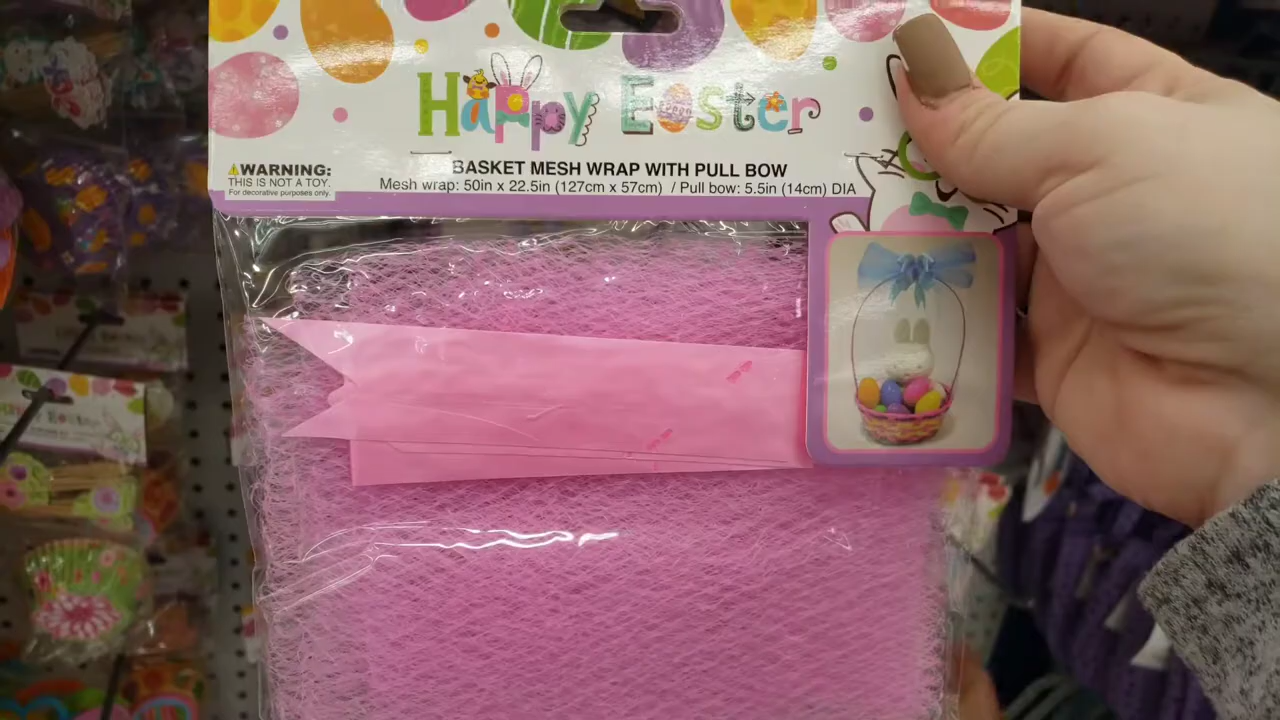 Happy Easter
BASKET MESH WRAP WITH PULL BOW
Mesh wrap: 50in x 22.5in (127cm x 57cm) / Pull bow: 5.5in (14cm) DIA
WARNING:
THIS IS NOT A TOY.
For decorative purposes only.